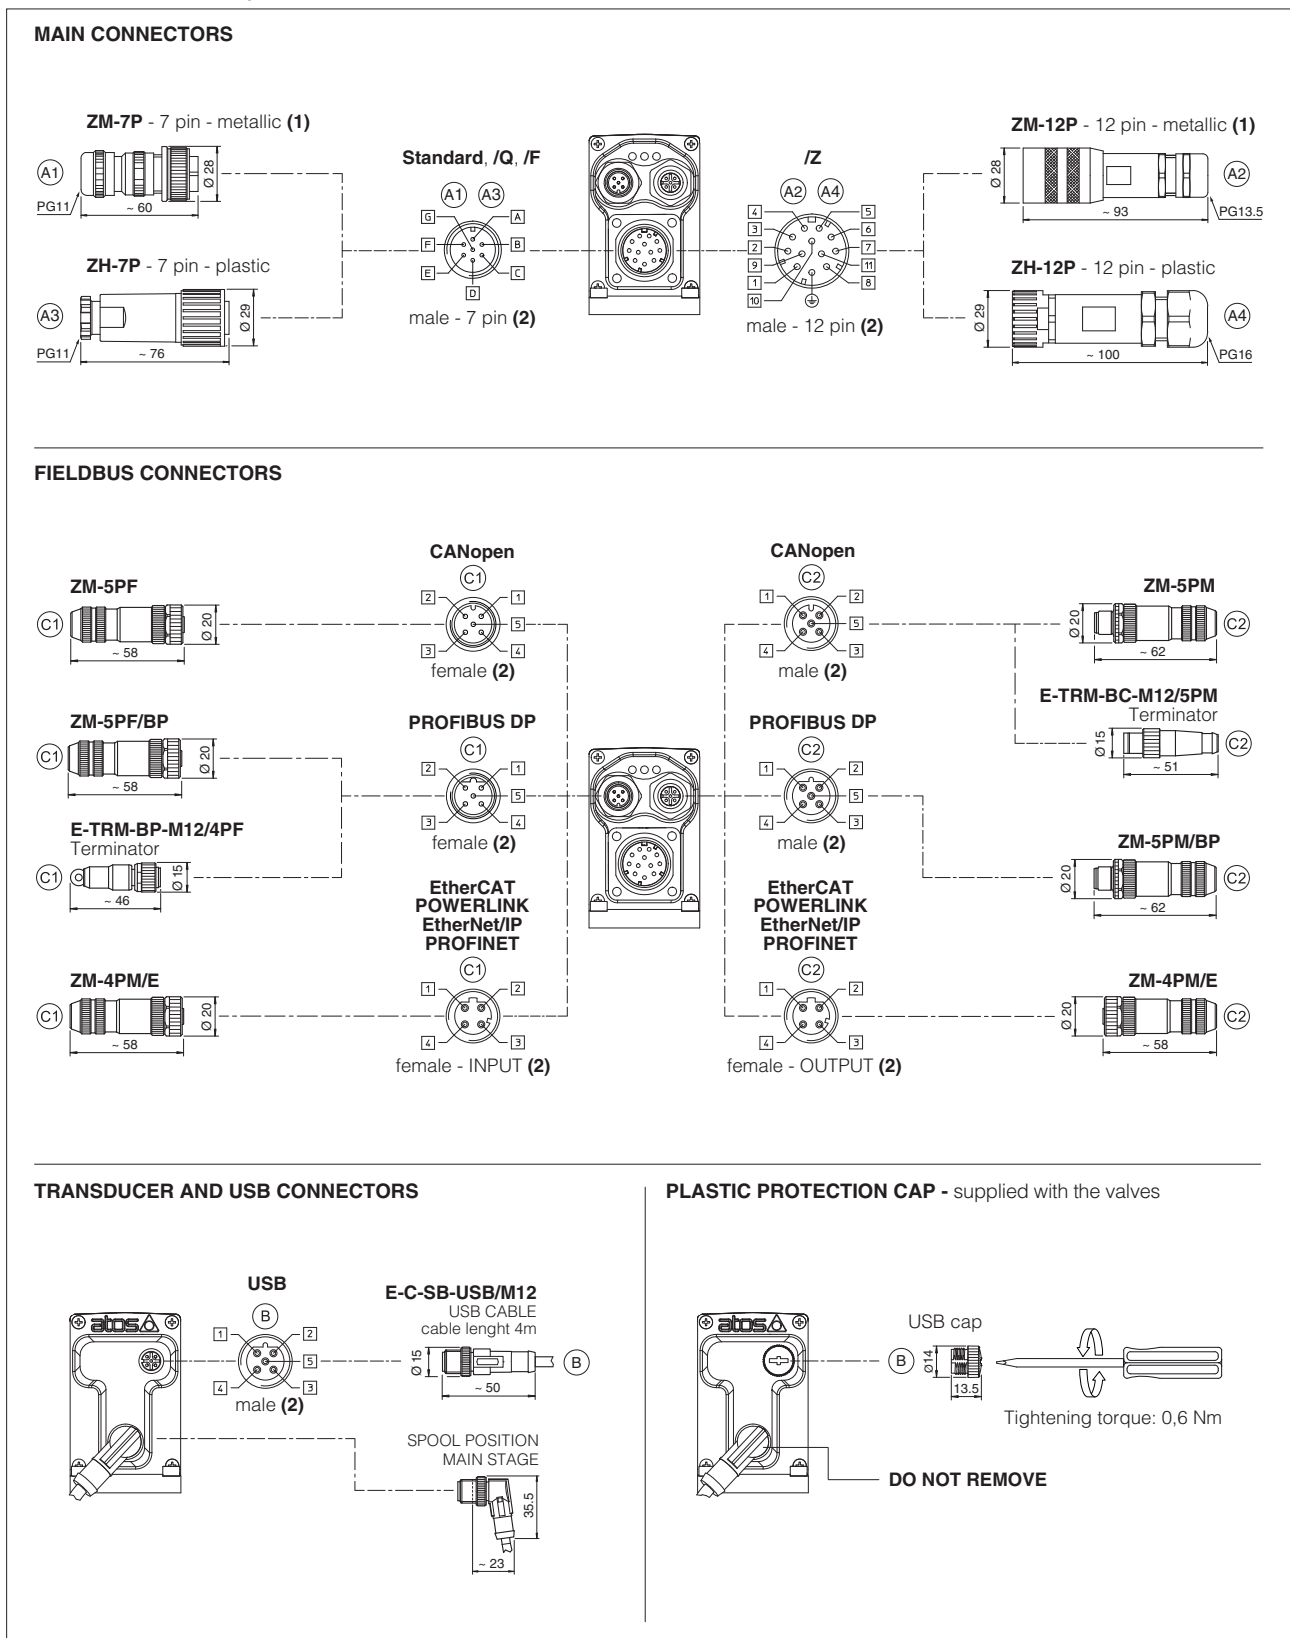 MAIN CONNECTORS
ZM-7P - 7 pin - metallic (1)
A1
PG11
~ 60
Ø 28
ZH-7P - 7 pin - plastic
A3
PG11
~ 76
Ø 29
Standard, /Q, /F
A1 A3
G A
F B
E C
D
male - 7 pin (2)
/Z
A2 A4
4 5
3 6
2 7
9 11
1 8
10
male - 12 pin (2)
ZM-12P - 12 pin - metallic (1)
Ø 28
A2
~ 93
PG13.5
ZH-12P - 12 pin - plastic
Ø 29
A4
~ 100
PG16
FIELDBUS CONNECTORS
ZM-5PF
C1
Ø 20
~ 58
ZM-5PF/BP
C1
Ø 20
~ 58
E-TRM-BP-M12/4PF
Terminator
C1
Ø 15
~ 46
ZM-4PM/E
C1
Ø 20
~ 58
CANopen
C1
2 1
5
3 4
female (2)
PROFIBUS DP
C1
2 1
5
3 4
female (2)
EtherCAT
POWERLINK
EtherNet/IP
PROFINET
C1
1 2
4 3
female - INPUT (2)
CANopen
C2
1 2
5
4 3
male (2)
PROFIBUS DP
C2
1 2
5
4 3
male (2)
EtherCAT
POWERLINK
EtherNet/IP
PROFINET
C2
1 2
4 3
female - OUTPUT (2)
ZM-5PM
Ø 20
C2
~ 62
E-TRM-BC-M12/5PM
Terminator
Ø 15
C2
~ 51
ZM-5PM/BP
Ø 20
C2
~ 62
ZM-4PM/E
Ø 20
C2
~ 58
TRANSDUCER AND USB CONNECTORS
atos
USB
B
1 2
5
4 3
male (2)
E-C-SB-USB/M12
USB CABLE
cable lenght 4m
Ø 15
B
~ 50
SPOOL POSITION
MAIN STAGE
35.5
~ 23
PLASTIC PROTECTION CAP - supplied with the valves
atos
USB cap
B
Ø14
13.5
Tightening torque: 0,6 Nm
DO NOT REMOVE